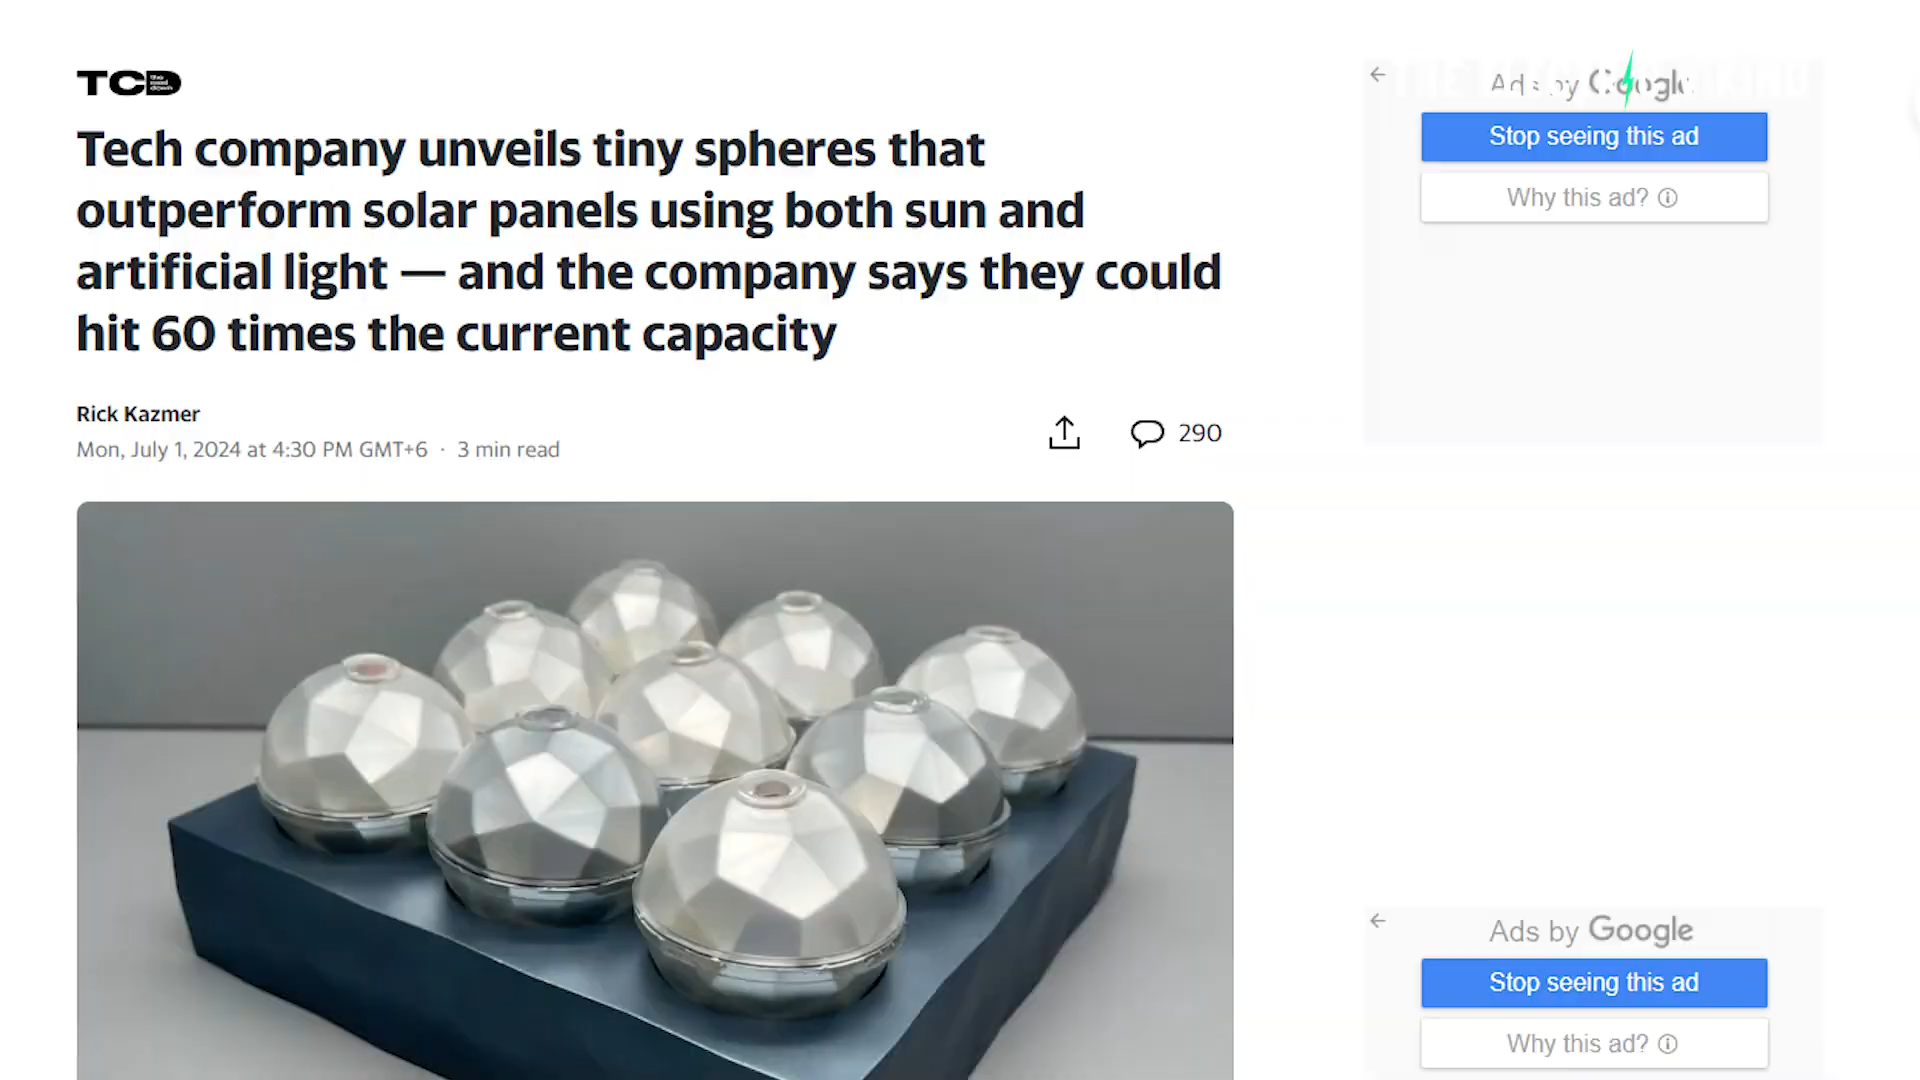 TCD
Tech company unveils tiny spheres that
outperform solar panels using both sun and
artificial light — and the company says they could
hit 60 times the current capacity
Rick Kazmer
Mon, July 1, 2024 at 4:30 PM GMT+6 · 3 min read
290
Ads by Google
Stop seeing this ad
Why this ad?
Ads by Google
Stop seeing this ad
Why this ad?